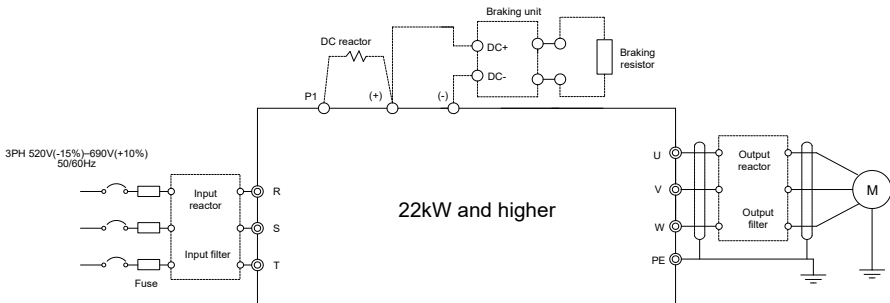 Braking unit
DC reactor
DC+
DC-
Braking
resistor
P1
(+)
(-)
3PH 520V(-15%)–690V(+10%)
50/60Hz
Input
reactor
Input filter
Fuse
R
S
T
22kW and higher
U
V
W
PE
Output
reactor
Output
filter
M